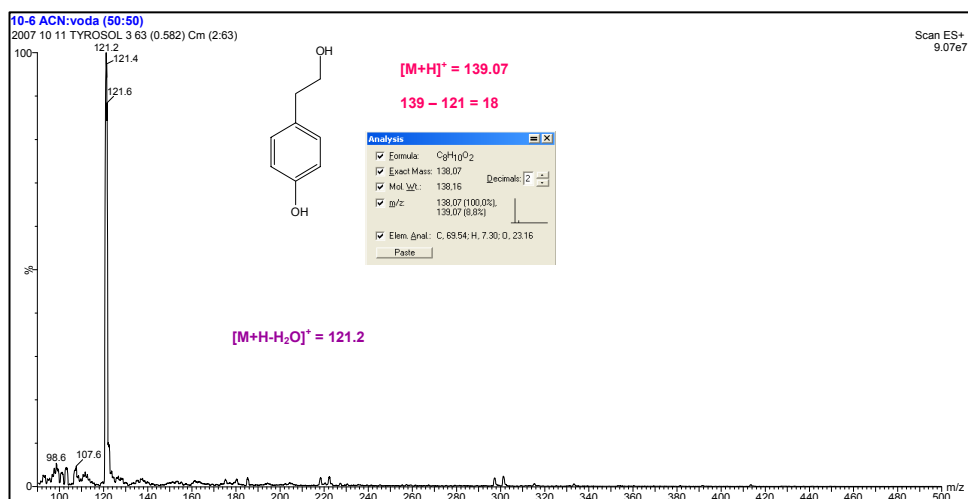 10-6 ACN:voda (50:50)
2007 10 11 TYROSOL 3 63 (0.582) Cm (2:63)
Scan ES+
9.07e7
121.2
100
121.4
121.6
OH
[M+H]+ = 139.07
139 – 121 = 18
Analysis
Formula: C8H10O2
Exact Mass: 138,07
Decimals: 2
Mol. Wt.: 138,16
m/z: 138.07 (100,0%),
139,07 (8,8%)
Elem. Anal.: C, 69.54; H, 7.30; O, 23.16
Paste
OH
%
[M+H-H2O]+ = 121.2
98.6
107.6
0
100 120 140 160 180 200 220 240 260 280 300 320 340 360 380 400 420 440 460 480 500
m/z